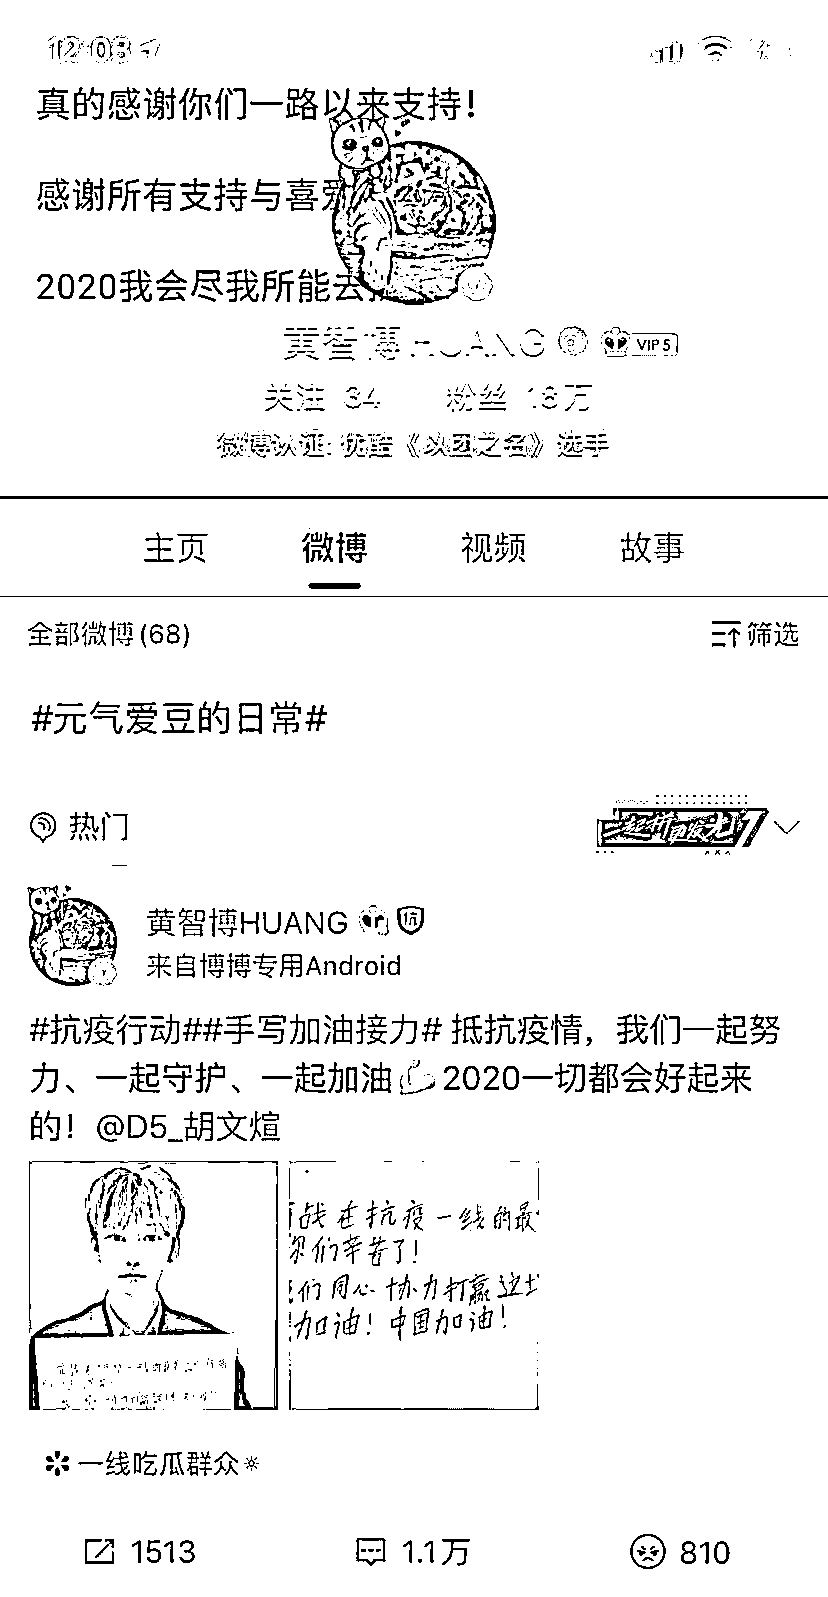 12:08
真的感谢你们一路以来支持！
感谢所有支持与喜爱
2020我会尽我所能去
黄智博HUANG VIP 5
关注 34 粉丝 18万
微博认证: 优酷《以团之名》选手
主页 微博 视频 故事
全部微博(68) 筛选
#元气爱豆的日常#
热门
黄智博HUANG
来自博博专用Android
#抗疫行动##手写加油接力# 抵抗疫情，我们一起努
力、一起守护、一起加油 2020一切都会好起来
的！@D5_胡文煊
战在抗疫一线的最
你们辛苦了！
们同心协力打赢这
加油！中国加油！
一线吃瓜群众
1513 1.1万 810